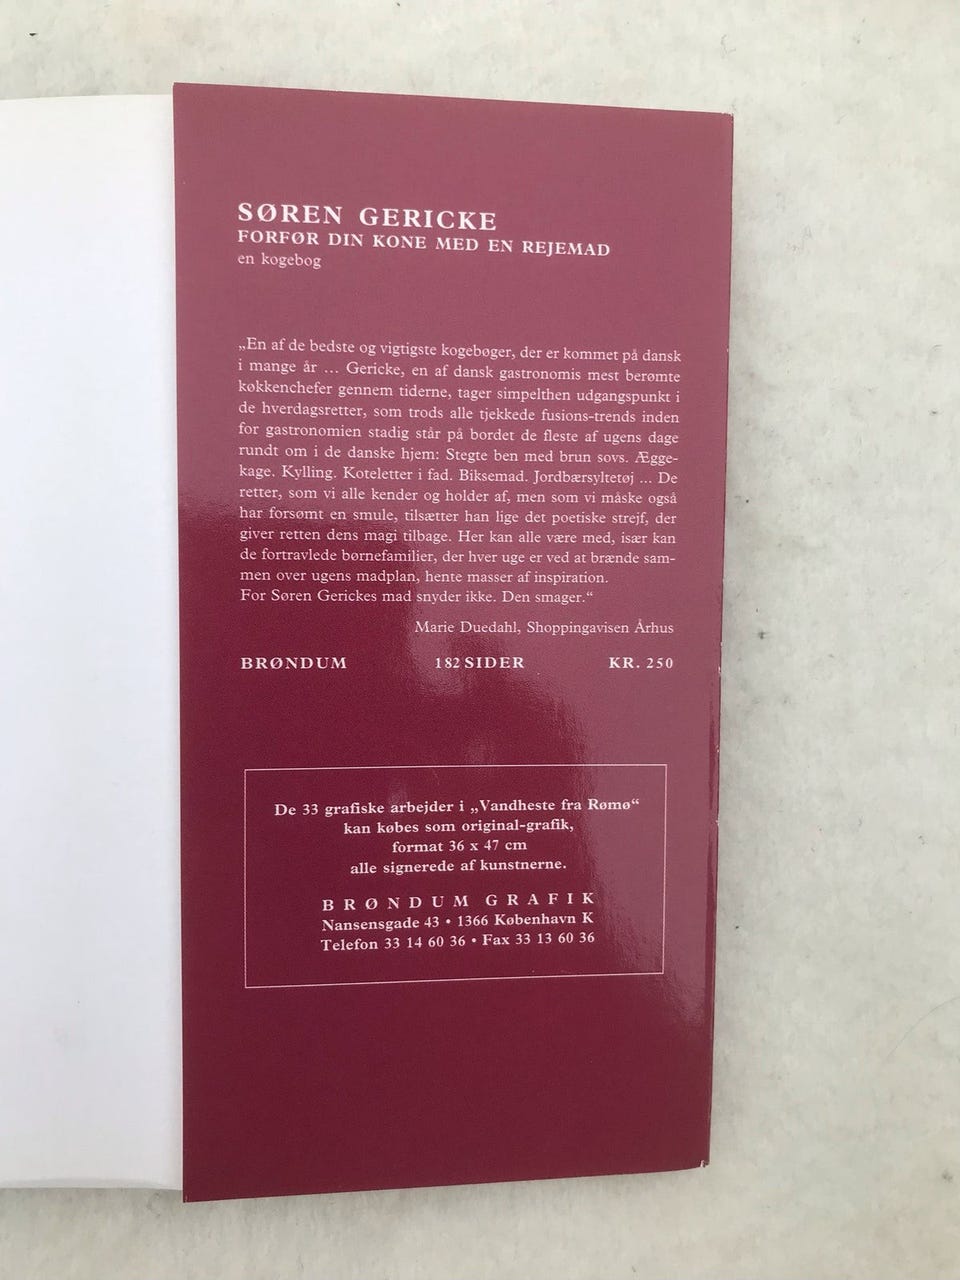 SØREN GERICKE
FORFØR DIN KONE MED EN REJEMAD
en kogebog
„En af de bedste og vigtigste kogebøger, der er kommet på dansk
i mange år ... Gericke, en af dansk gastronomis mest berømte
køkkenchefer gennem tiderne, tager simpelthen udgangspunkt i
de hverdagsretter, som trods alle tjekkede fusions-trends inden
for gastronomien stadig står på bordet de fleste af ugens dage
rundt om i de danske hjem: Stegte ben med brun sovs. Ægge-
kage. Kylling. Koteletter i fad. Biksemad. Jordbærsyltetøj ... De
retter, som vi alle kender og holder af, men som vi måske også
har forsømt en smule, tilsætter han lige det poetiske strejf, der
giver retten dens magi tilbage. Her kan alle være med, især kan
de fortravlede børnefamilier, der hver uge er ved at brænde sam-
men over ugens madplan, hente masser af inspiration.
For Søren Gerickes mad snyder ikke. Den smager.“
Marie Duedahl, Shoppingavisen Århus
BRØNDUM 182 SIDER KR. 250
De 33 grafiske arbejder i „Vandheste fra Rømø“
kan købes som original-grafik,
format 36 x 47 cm
alle signerede af kunstnerne.
BRØNDUM GRAFIK
Nansensgade 43 • 1366 København K
Telefon 33 14 60 36 • Fax 33 13 60 36